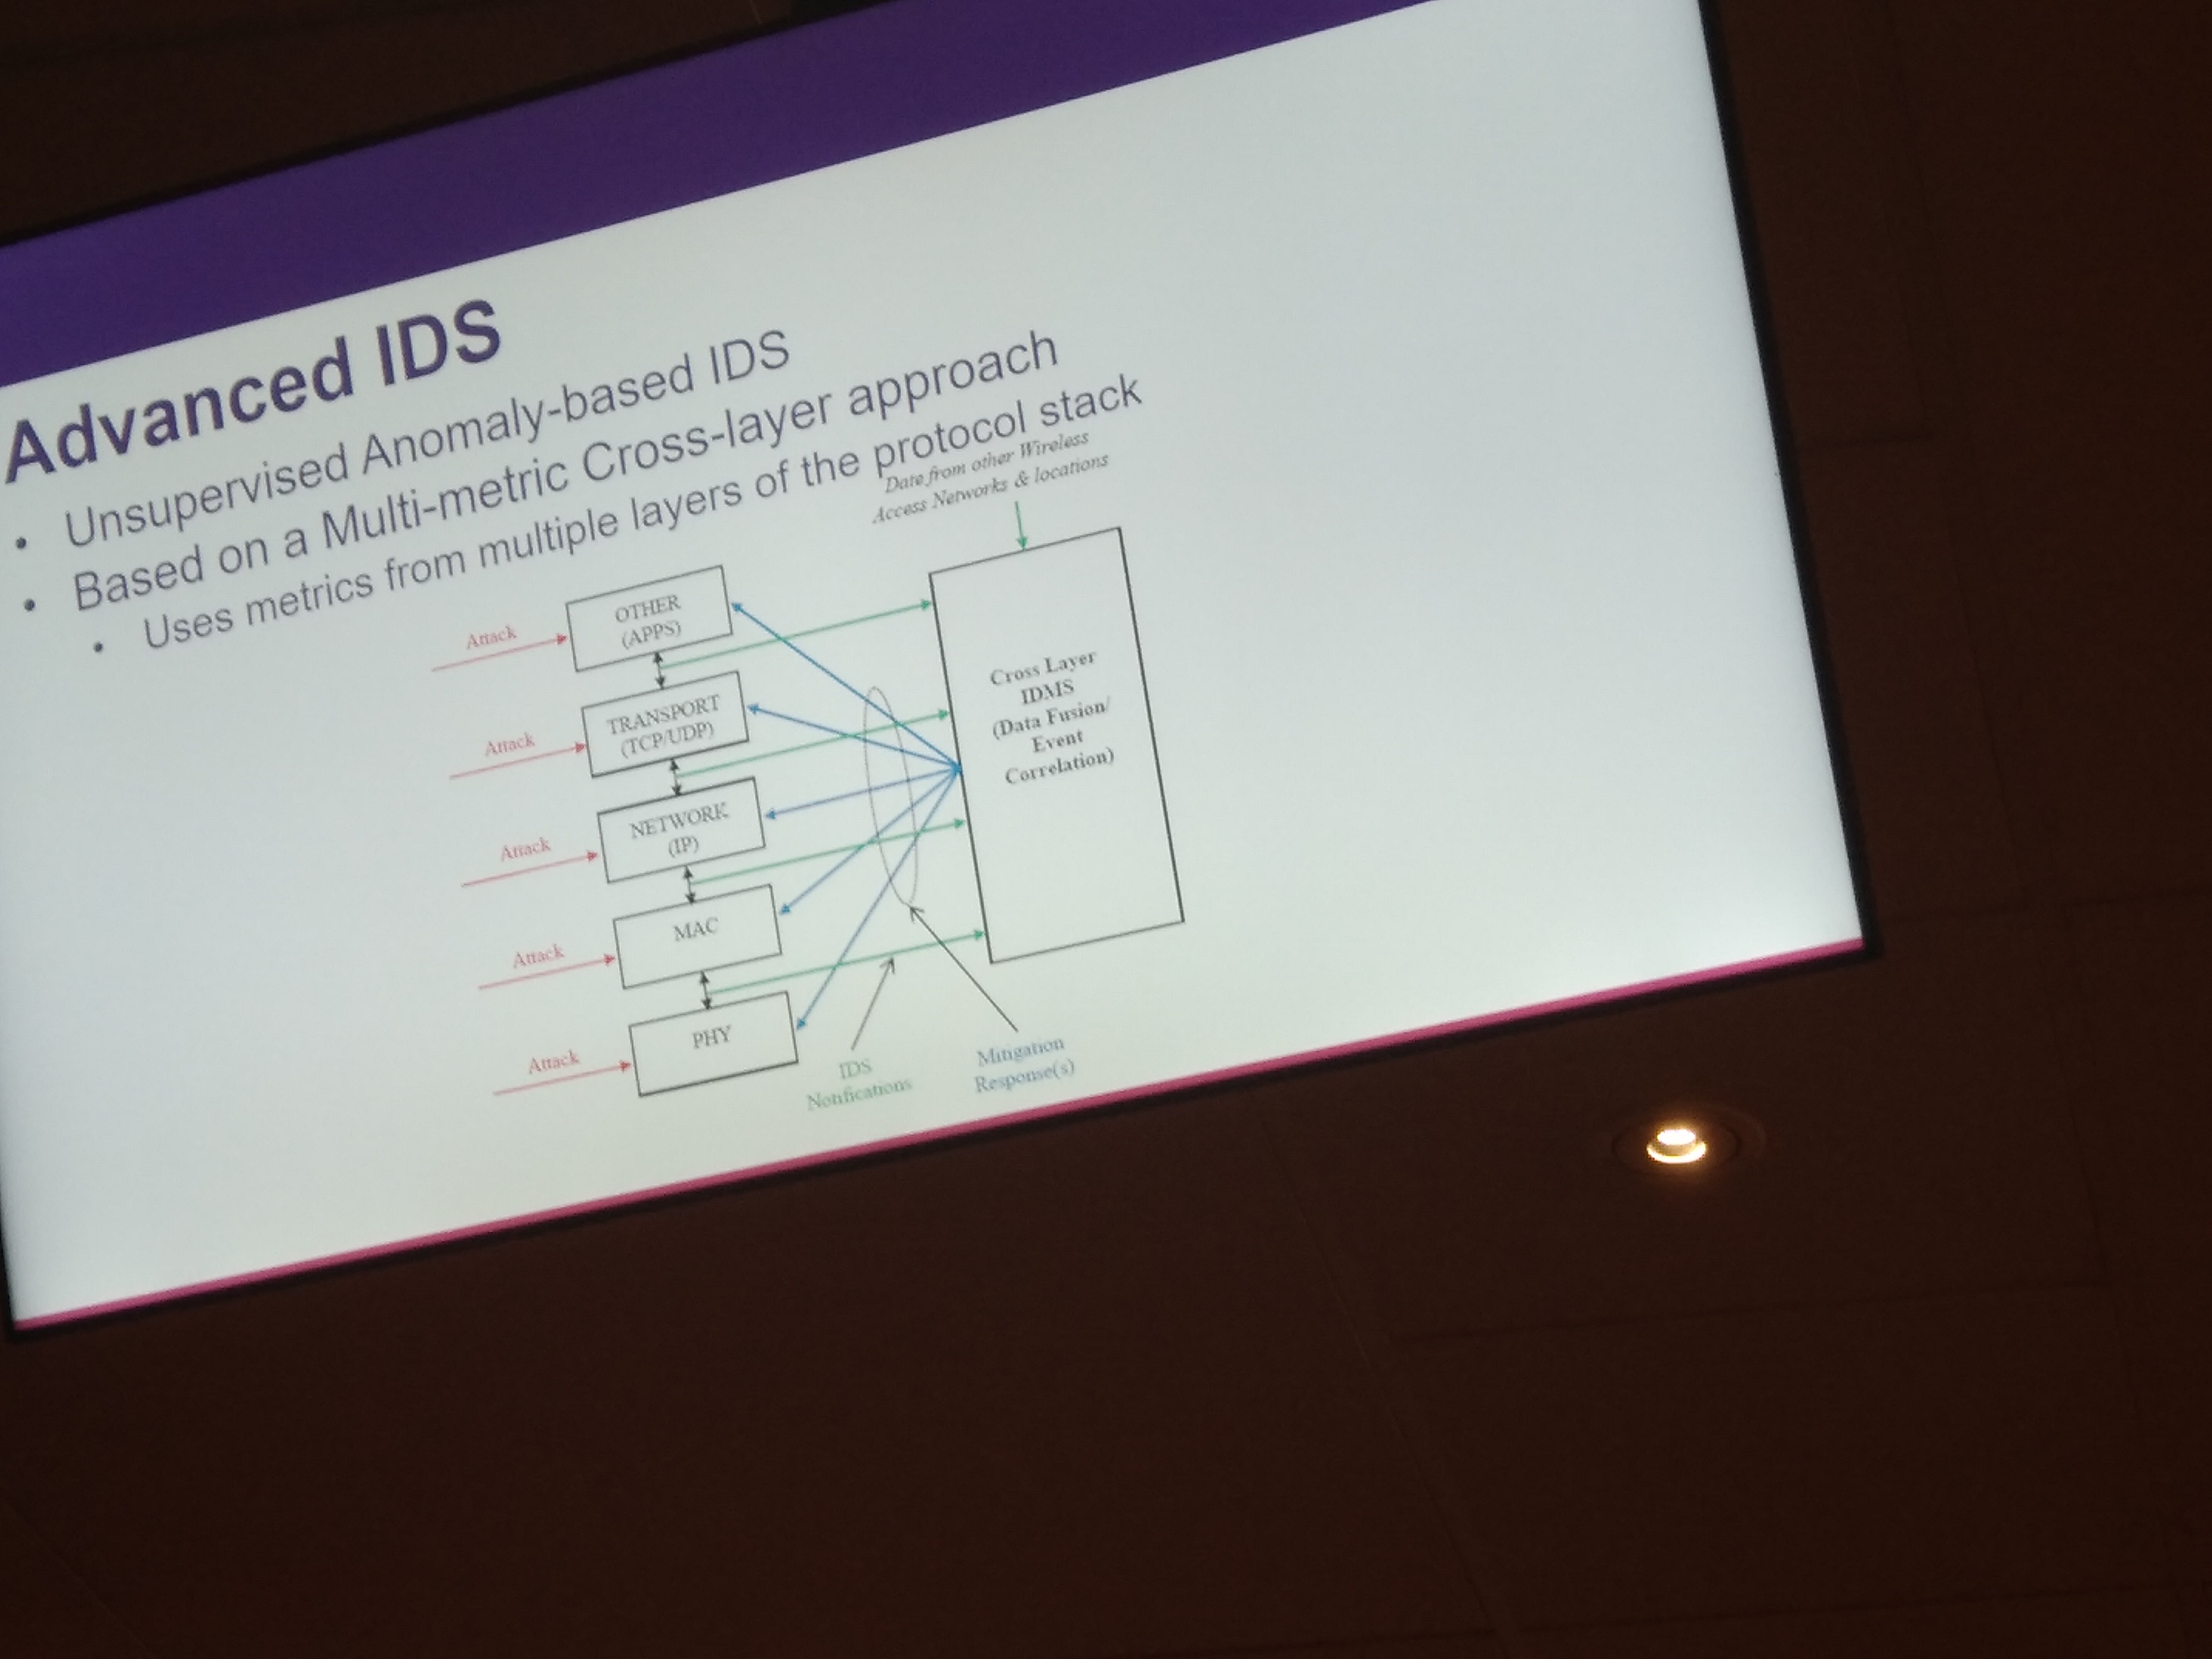 Advanced IDS
• Unsupervised Anomaly-based IDS
• Based on a Multi-metric Cross-layer approach
• Uses metrics from multiple layers of the protocol stack
Date from other Wireless
Access Networks & locations
Attack
OTHER
(APPS)
Attack
TRANSPORT
(TCP/UDP)
Attack
NETWORK
(IP)
Attack
MAC
Attack
PHY
Cross Layer
IDMS
(Data Fusion/
Event
Correlation)
IDS
Notifications
Mitigation
Response(s)